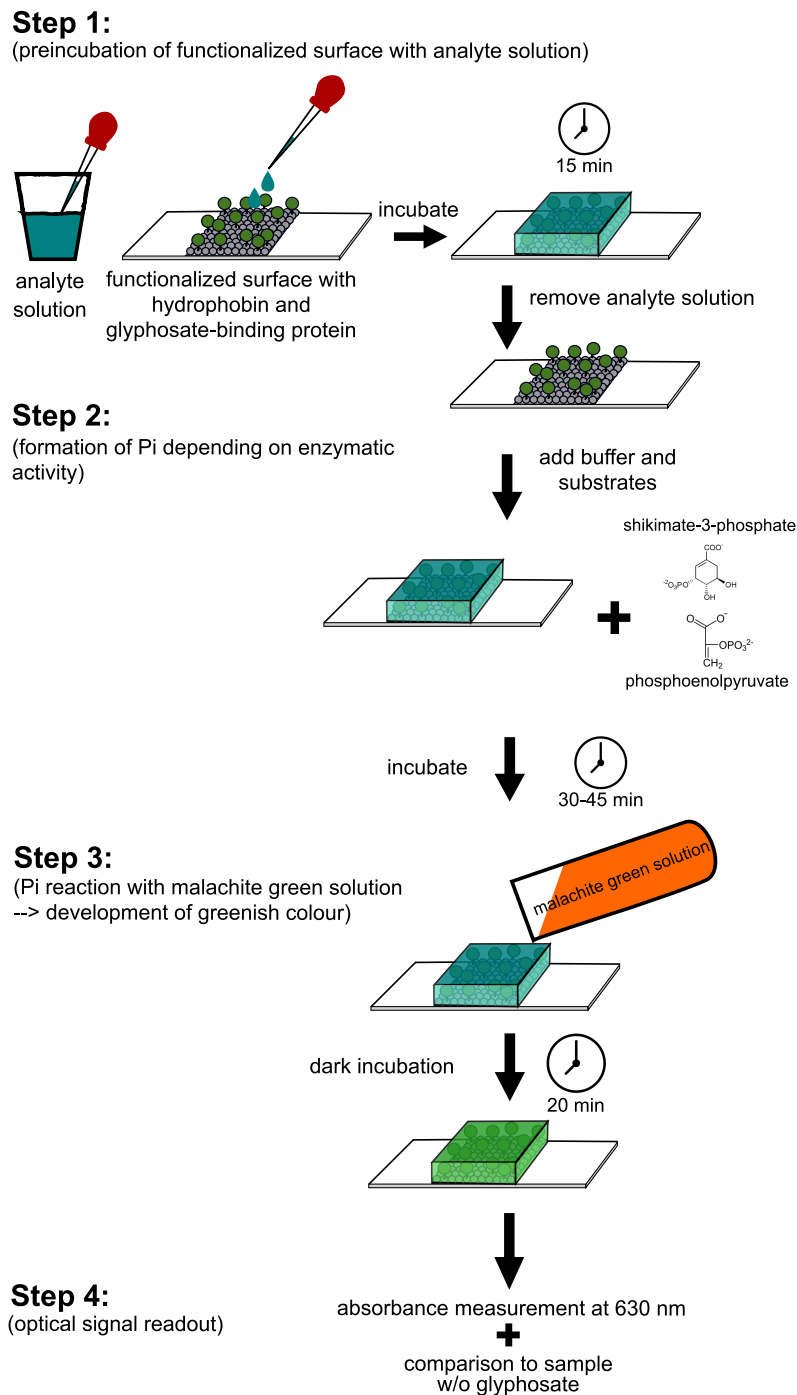 Step 1:
(preincubation of functionalized surface with analyte solution)
15 min
incubate
analyte
solution
functionalized surface with
hydrophobin and
glyphosate-binding protein
remove analyte solution
Step 2:
(formation of Pi depending on enzymatic
activity)
add buffer and
substrates
shikimate-3-phosphate
COO-
-2O3PO
OH
OH
O
O-
OPO32-
CH2
phosphoenolpyruvate
incubate
30-45 min
Step 3:
(Pi reaction with malachite green solution
--> development of greenish colour)
malachite green solution
dark incubation
20 min
Step 4:
(optical signal readout)
absorbance measurement at 630 nm
comparison to sample
w/o glyphosate